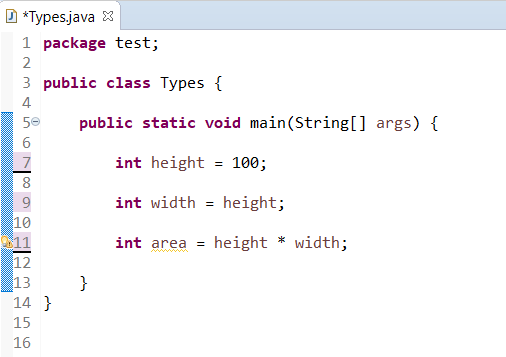 *Types.java
1 package test;
2
3 public class Types {
4
5 public static void main(String[] args) {
6
7 int height = 100;
8
9 int width = height;
10
11 int area = height * width;
12
13 }
14 }
15
16